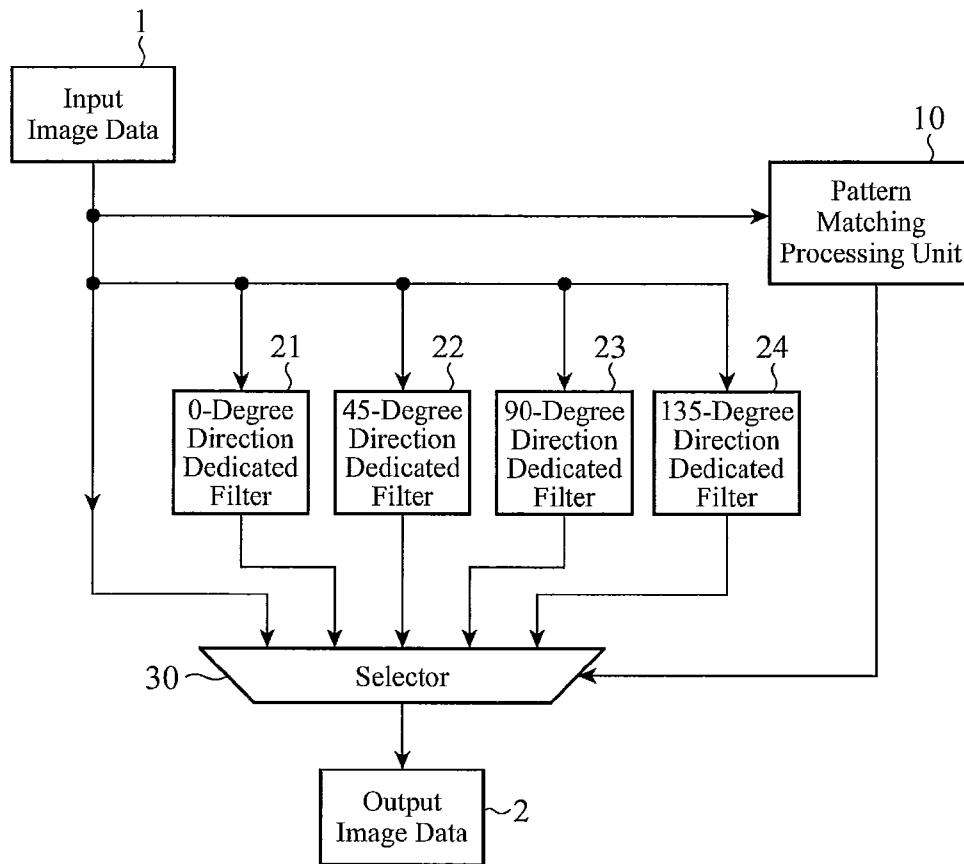 1
Input
Image Data
10
Pattern
Matching
Processing Unit
21
0-Degree
Direction
Dedicated
Filter
22
45-Degree
Direction
Dedicated
Filter
23
90-Degree
Direction
Dedicated
Filter
24
135-Degree
Direction
Dedicated
Filter
30
Selector
Output
Image Data
2